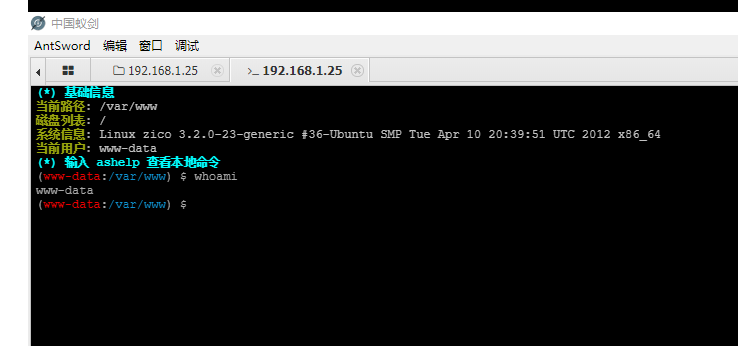 中国蚁剑
AntSword 编辑 窗口 调试
192.168.1.25 >_ 192.168.1.25
(*) 基础信息
当前路径: /var/www
磁盘列表: /
系统信息: Linux zico 3.2.0-23-generic #36-Ubuntu SMP Tue Apr 10 20:39:51 UTC 2012 x86_64
当前用户: www-data
(*) 输入 ashelp 查看本地命令
(www-data:/var/www) $ whoami
www-data
(www-data:/var/www) $